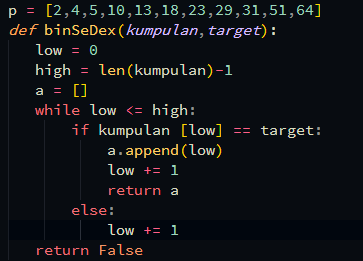 p = [2,4,5,10,13,18,23,29,31,51,64]
def binSeDex(kumpulan,target):
    low = 0
    high = len(kumpulan)-1
    a = []
    while low <= high:
        if kumpulan [low] == target:
            a.append(low)
            low += 1
            return a
        else:
            low += 1
    return False